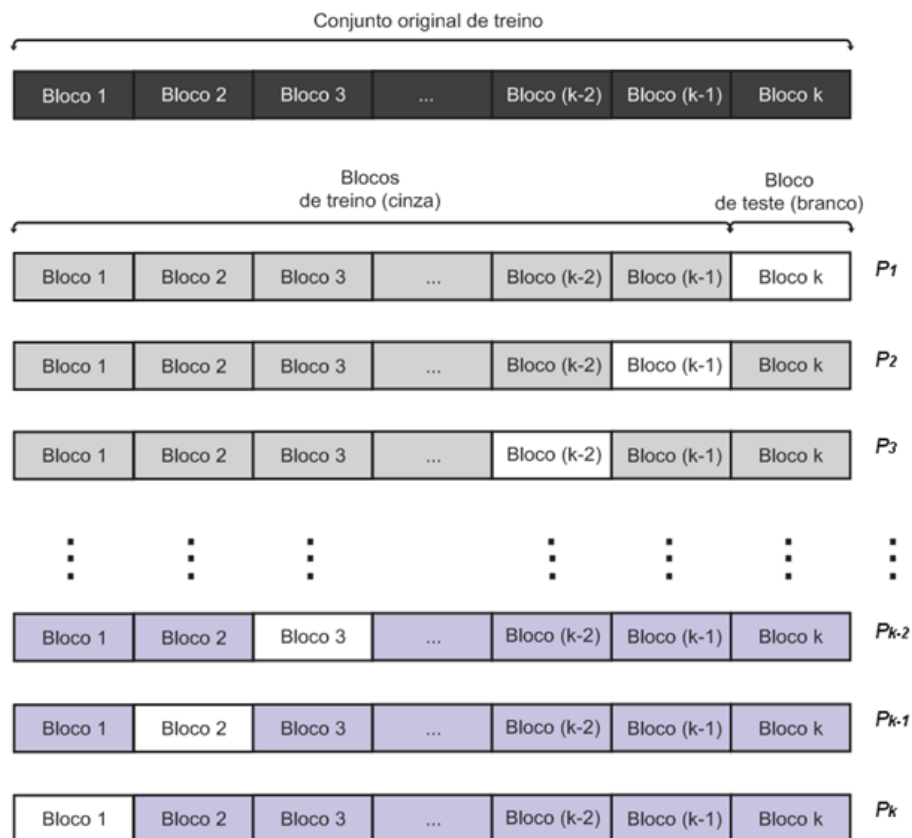 Conjunto original de treino
Bloco 1 Bloco 2 Bloco 3 ... Bloco (k-2) Bloco (k-1) Bloco k
Blocos
de treino (cinza)
Bloco
de teste (branco)
Bloco 1 Bloco 2 Bloco 3 ... Bloco (k-2) Bloco (k-1) Bloco k P1
Bloco 1 Bloco 2 Bloco 3 ... Bloco (k-2) Bloco (k-1) Bloco k P2
Bloco 1 Bloco 2 Bloco 3 ... Bloco (k-2) Bloco (k-1) Bloco k P3
Bloco 1 Bloco 2 Bloco 3 ... Bloco (k-2) Bloco (k-1) Bloco k Pk-2
Bloco 1 Bloco 2 Bloco 3 ... Bloco (k-2) Bloco (k-1) Bloco k Pk-1
Bloco 1 Bloco 2 Bloco 3 ... Bloco (k-2) Bloco (k-1) Bloco k Pk